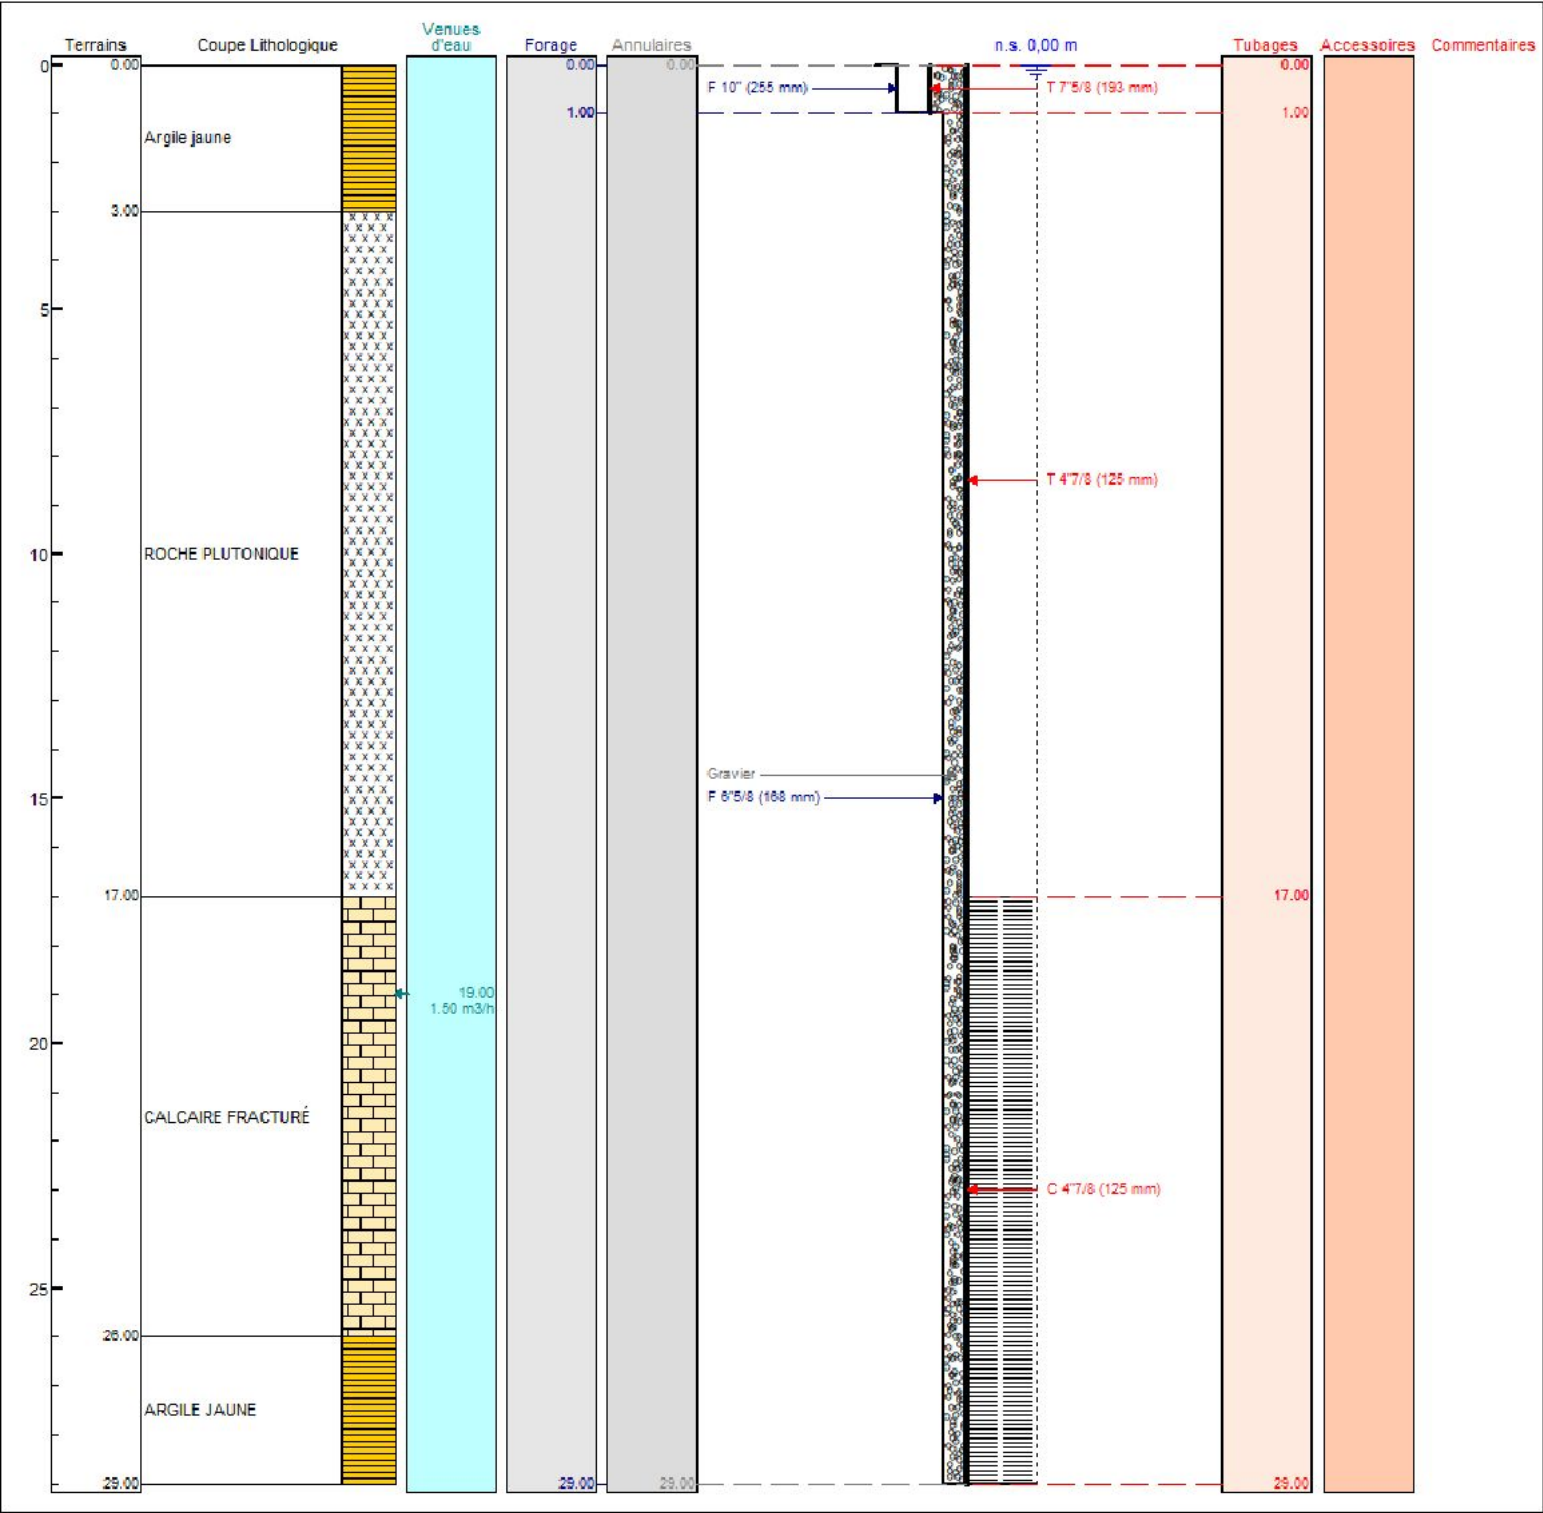 Terrains
Coupe Lithologique
Venues
d'eau
Forage
Annulaires
n.s. 0,00 m
Tubages
Accessoires
Commentaires
0
0.00
0.00
0.00
0.00
F 10" (255 mm)
T 7"5/8 (193 mm)
1.00
1.00
Argile jaune
3.00
5
T 4"7/8 (125 mm)
10
ROCHE PLUTONIQUE
Gravier
15
F 6"5/8 (168 mm)
17.00
17.00
19.00
1.50 m3/h
20
CALCAIRE FRACTURÉ
C 4"7/8 (125 mm)
25
26.00
ARGILE JAUNE
29.00
29.00
29.00
29.00